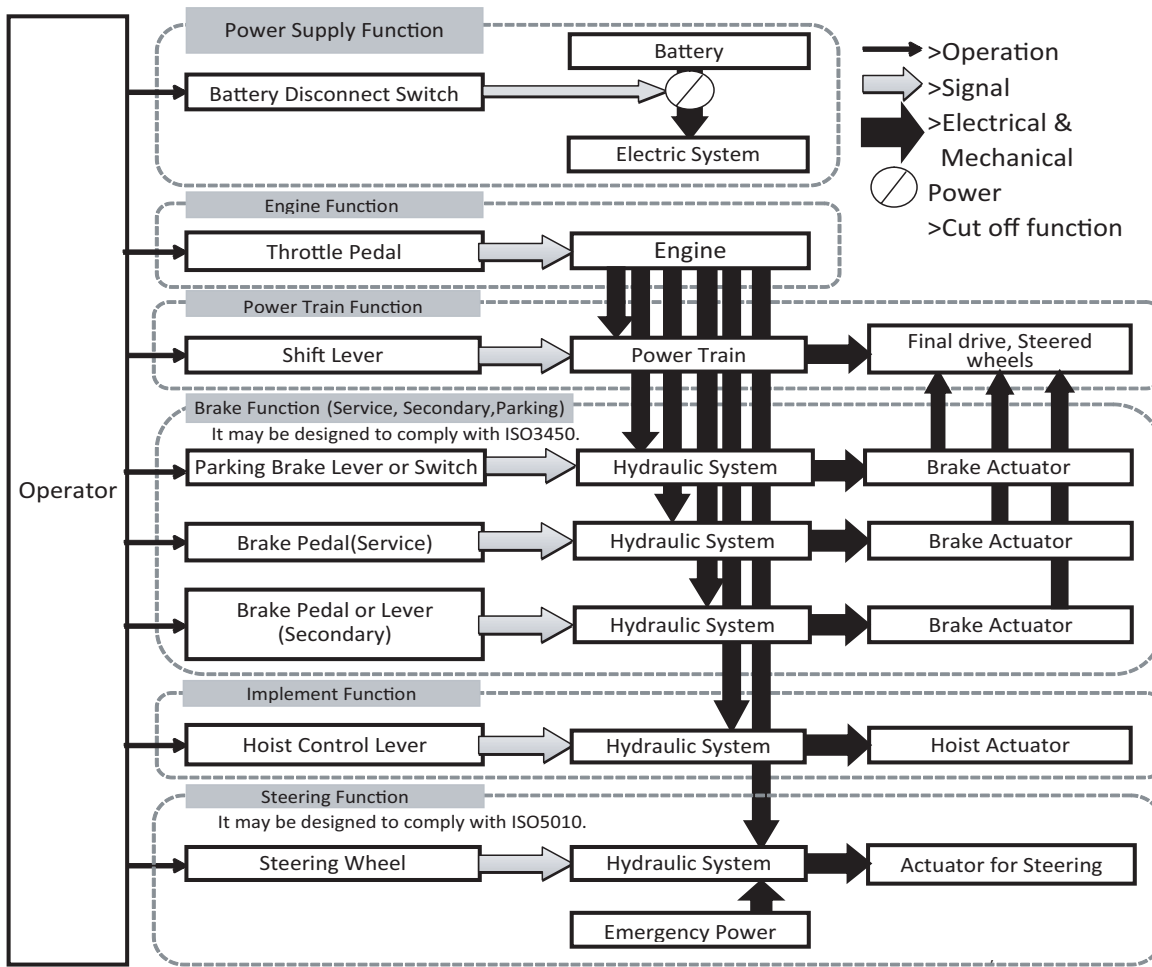 Power Supply Function
Battery
Battery Disconnect Switch
Electric System
>Operation
>Signal
>Electrical &
Mechanical
Power
>Cut off function
Engine Function
Throttle Pedal
Engine
Power Train Function
Shift Lever
Power Train
Final drive, Steered
wheels
Brake Function (Service, Secondary,Parking)
It may be designed to comply with ISO3450.
Operator
Parking Brake Lever or Switch
Hydraulic System
Brake Actuator
Brake Pedal(Service)
Hydraulic System
Brake Actuator
Brake Pedal or Lever
(Secondary)
Hydraulic System
Brake Actuator
Implement Function
Hoist Control Lever
Hydraulic System
Hoist Actuator
Steering Function
It may be designed to comply with ISO5010.
Steering Wheel
Hydraulic System
Actuator for Steering
Emergency Power